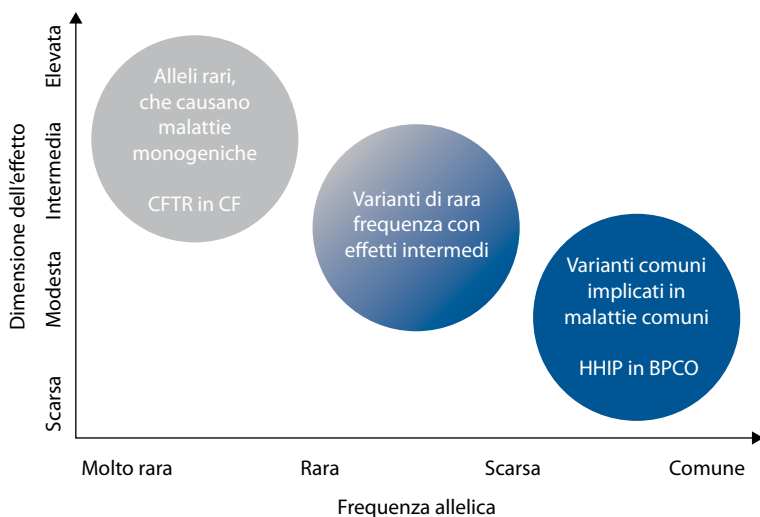 Dimensione dell'effetto
Elevata
Intermedia
Modesta
Scarsa
Alleli rari,
che causano
malattie
monogeniche
CFTR in CF
Varianti di rara
frequenza con
effetti intermedi
Varianti comuni
implicati in
malattie comuni
HHIP in BPCO
Molto rara
Rara
Scarsa
Comune
Frequenza allelica